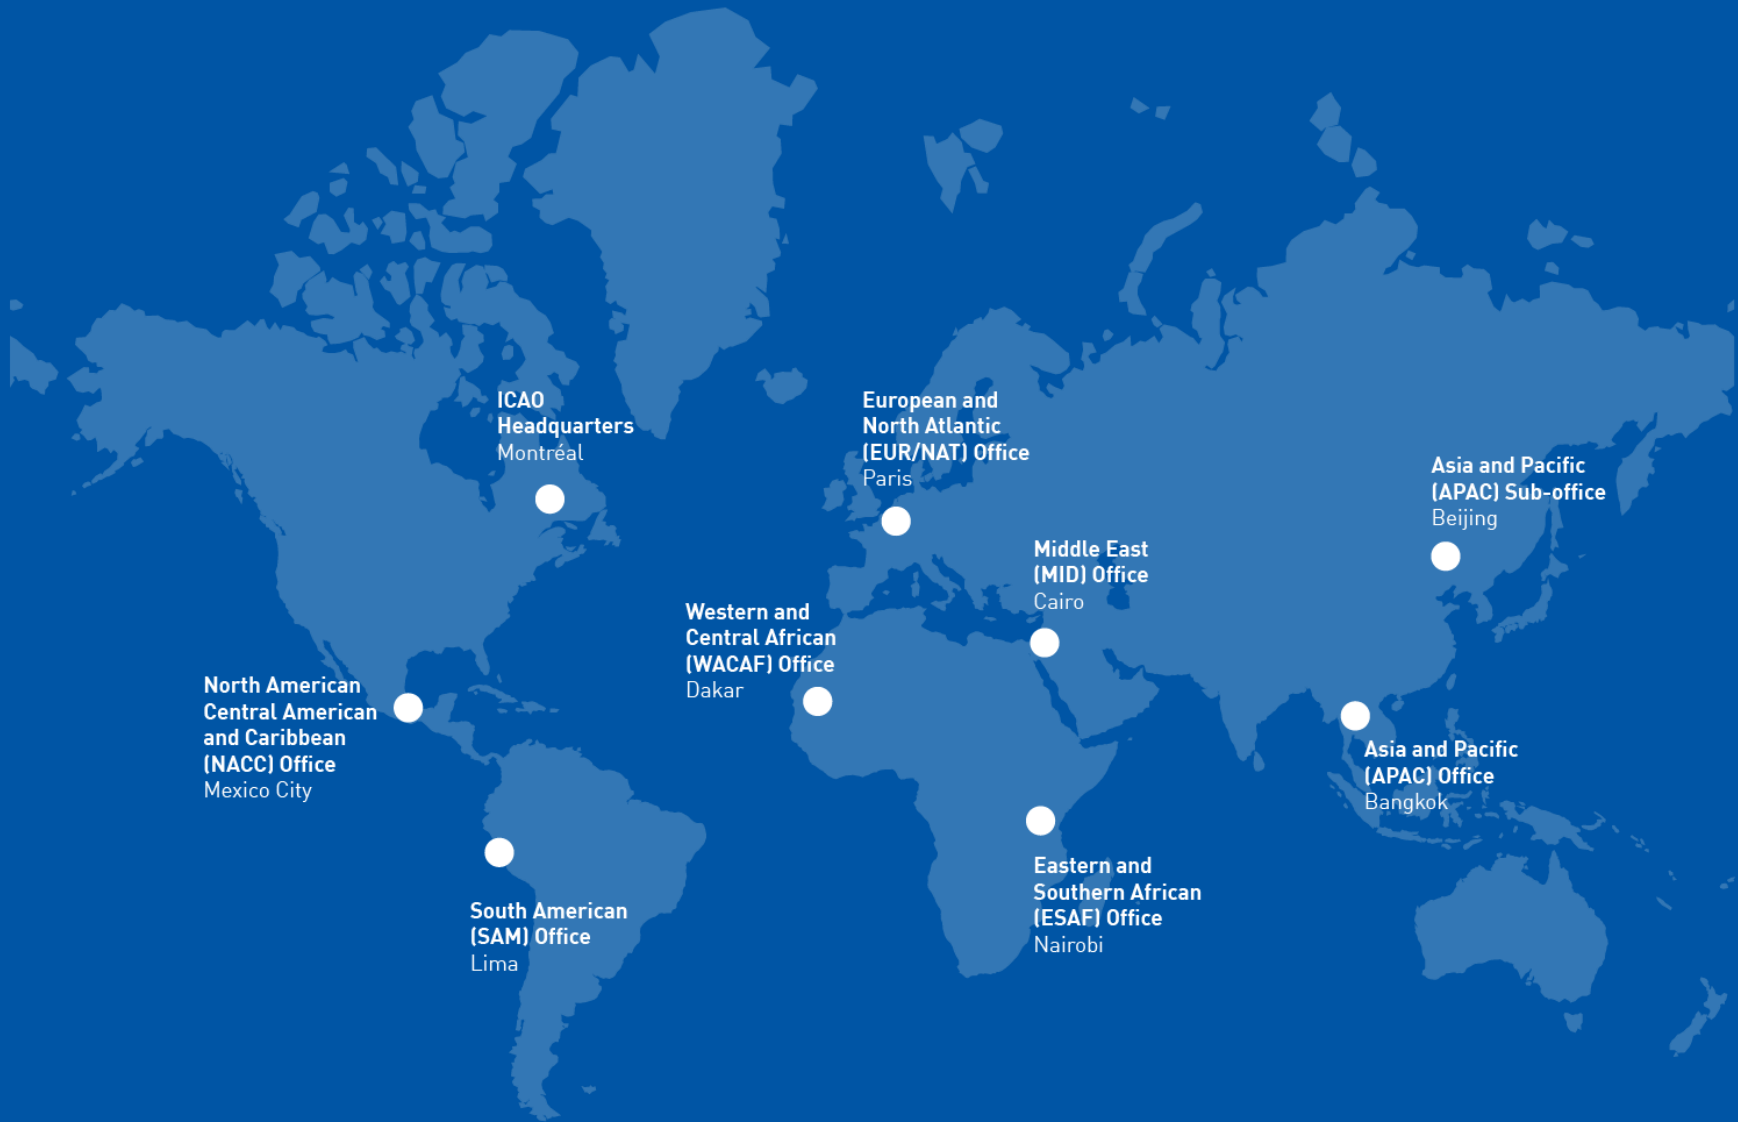 ICAO
Headquarters
Montréal
European and
North Atlantic
(EUR/NAT) Office
Paris
Asia and Pacific
(APAC) Sub-office
Beijing
Middle East
(MID) Office
Cairo
Western and
Central African
(WACAF) Office
Dakar
North American
Central American
and Caribbean
(NACC) Office
Mexico City
Asia and Pacific
(APAC) Office
Bangkok
Eastern and
Southern African
(ESAF) Office
Nairobi
South American
(SAM) Office
Lima